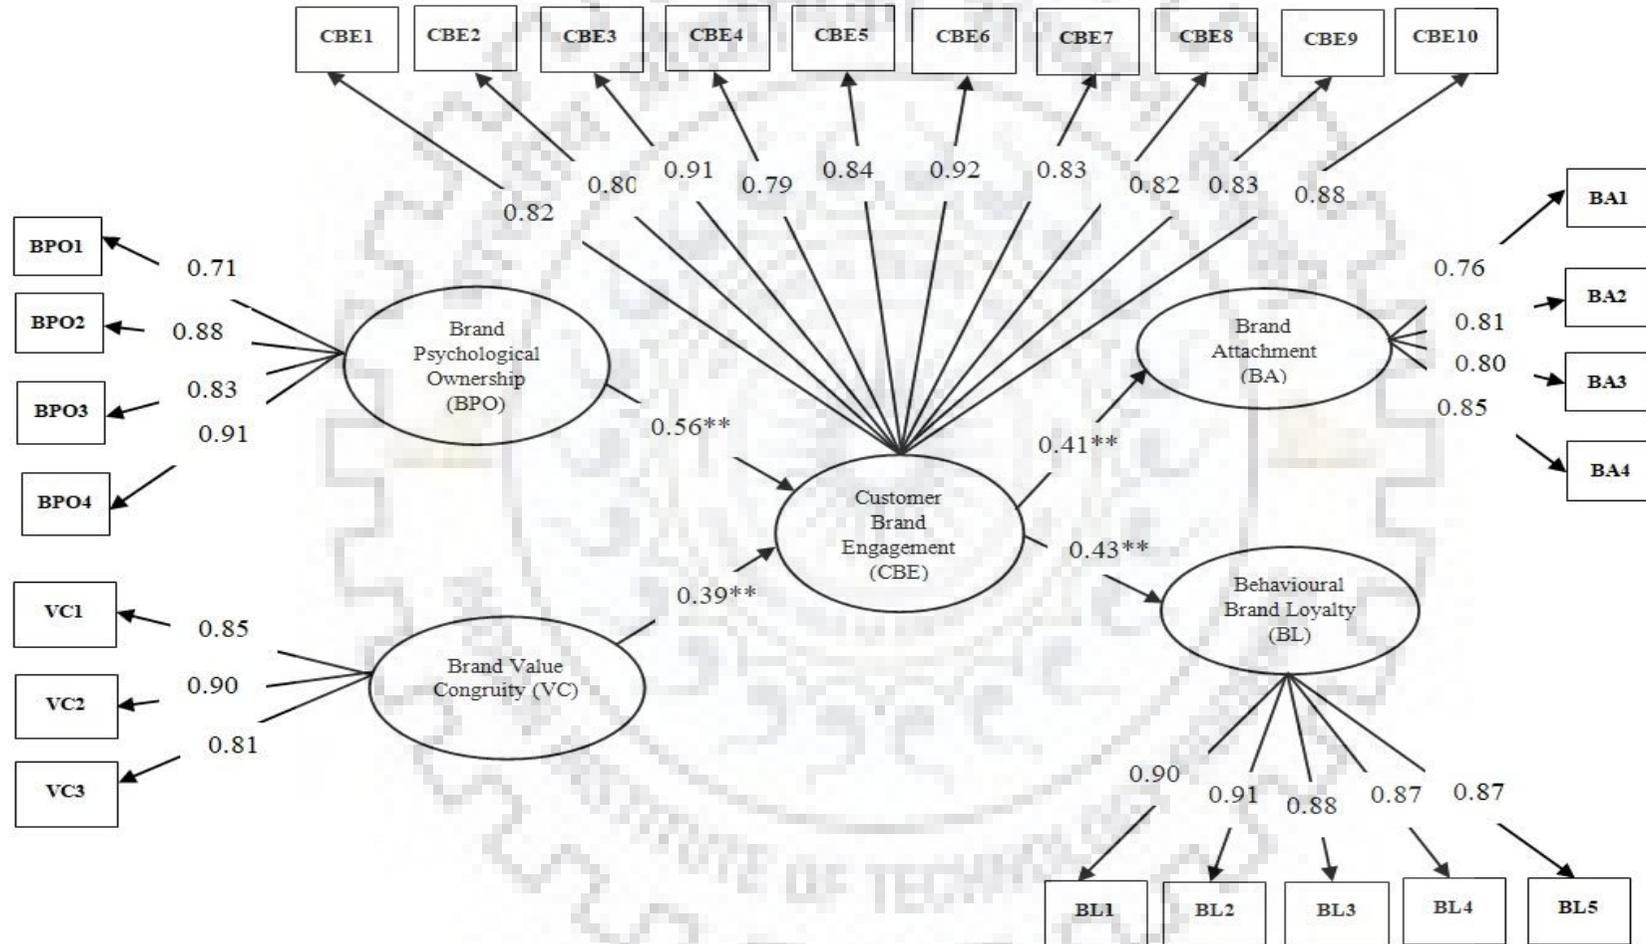 CBE1
CBE2
CBE3
CBE4
CBE5
CBE6
CBE7
CBE8
CBE9
CBE10
0.82
0.80
0.91
0.79
0.84
0.92
0.83
0.82
0.83
0.88
BPO1
BPO2
BPO3
BPO4
0.71
0.88
0.83
0.91
Brand
Psychological
Ownership
(BPO)
0.56**
VC1
VC2
VC3
0.85
0.90
0.81
Brand Value
Congruity (VC)
0.39**
Customer
Brand
Engagement
(CBE)
0.41**
0.43**
Brand
Attachment
(BA)
0.76
0.81
0.80
0.85
BA1
BA2
BA3
BA4
Behavioural
Brand Loyalty
(BL)
0.90
0.91
0.88
0.87
0.87
BL1
BL2
BL3
BL4
BL5
OF TECHN